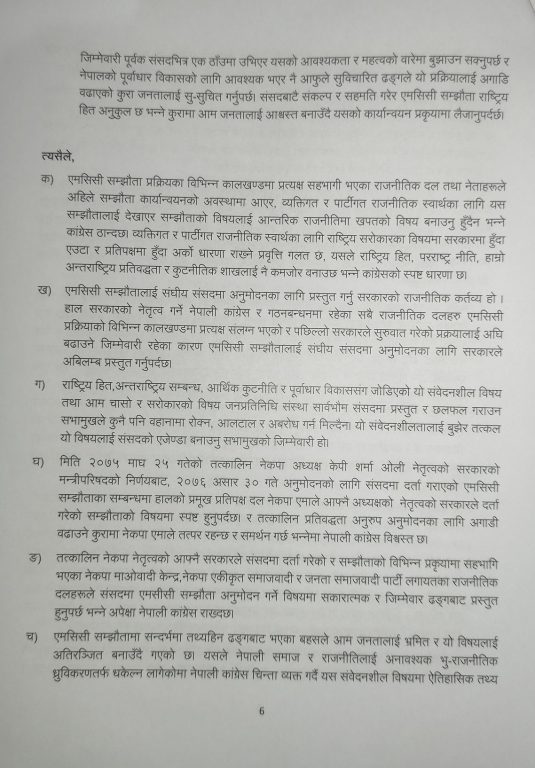 जिम्मेवारी पूर्वक संसदभित्र एक ठाँउमा उभिएर यसको आवश्यकता र महत्वको वारेमा बुझाउन सक्नुपर्छ र
नेपालको पूर्वाधार विकासको लागि आवश्यक भएर नै आफुले सुविचारित ढङ्गले यो प्रक्रियालाई अगाडि
वढाएको कुरा जनतालाई सु-सुचित गर्नुपर्छ। संसदबाटै संकल्प र सहमति गरेर एमसिसी सम्झौता राष्ट्रिय
हित अनुकुल छ भन्ने कुरामा आम जनतालाई आश्वस्त बनाउँदै यसको कार्यान्वयन प्रकृयामा लैजानुपर्दछ।
त्यसैले,
क) एमसिसी सम्झौता प्रक्रियाका विभिन्न कालखण्डमा प्रत्यक्ष सहभागी भएका राजनीतिक दल तथा नेताहरूले
अहिले सम्झौता कार्यान्वयनको अवस्थामा आएर, व्यक्तिगत र पार्टीगत राजनीतिक स्वार्थका लागि यस
सम्झौतालाई देखाएर सम्झौताको विषयलाई आन्तरिक राजनीतिमा खपतको विषय बनाउनु हुँदैन भन्ने
कांग्रेस ठान्दछ। व्यक्तिगत र पार्टीगत राजनीतिक स्वार्थका लागि राष्ट्रिय सरोकारका विषयमा सरकारमा हुँदा
एउटा र प्रतिपक्षमा हुँदा अर्को धारणा राख्ने प्रवृत्ति गलत छ, यसले राष्ट्रिय हित, परराष्ट्र नीति, हाम्रो
अन्तराष्ट्रिय प्रतिवद्धता र कुटनीतिक शाखलाई नै कमजोर वनाउछ भन्ने कांग्रेसको स्पष्ट धारणा छ।
ख) एमसिसी सम्झौतालाई संघीय संसदमा अनुमोदनका लागि प्रस्तुत गर्नु सरकारको राजनीतिक कर्तव्य हो ।
हाल सरकारको नेतृत्व गर्ने नेपाली कांग्रेस र गठनबन्धनमा रहेका सबै राजनीतिक दलहरु एमसिसी
प्रक्रियाको विभिन्न कालखण्डमा प्रत्यक्ष संलग्न भएको र पछिल्लो सरकारले सुरुवात गरेको प्रक्रियालाई अघि
बढाउने जिम्मेवारी रहेका कारण एमसिसी सम्झौतालाई संघीय संसदमा अनुमोदनका लागि सरकारले
अबिलम्ब प्रस्तुत गर्नुपर्दछ।
ग) राष्ट्रिय हित,अन्तराष्ट्रिय सम्बन्ध, आर्थिक कुटनीति र पूर्वाधार विकाससग जोडिएको यो संवेदनशील विषय
तथा आम चासो र सरोकारको विषय जनप्रतिनिधि संस्था सार्वभोम संसदमा प्रस्तुत र छलफल गराउन
सभामुखले कुनै पनि वहानामा रोक्न, आलटाल र अबरोध गर्न मिल्दैन। यो संवेदनशीलतालाई बुझेर तत्कल
यो विषयलाई संसदको एजेण्डा बनाउनु सभामुखको जिम्मेवारी हो।
घ) मिति २०७५ माघ २५ गतेको तत्कालिन नेकपा अध्यक्ष केपी शर्मा ओली नेतृत्वको सरकारको
मन्त्रीपरिषदको निर्णयबाट, २०७६ असार ३० गते अनुमोदनको लागि संसदमा दर्ता गराएको एमसिसी
सम्झौताका सम्बन्धमा हालको प्रमूख प्रतिपक्ष दल नेकपा एमाले आफ्नै अध्यक्षको नेतृत्वको सरकारले दर्ता
गरेको सम्झौताको विषयमा स्पष्ट हुनुपर्दछ। र तत्कालिन प्रतिवद्धता अनुरुप अनुमोदनका लागि अगाडी
वढाउने कुरामा नेकपा एमाले तत्पर रहन्छ र समर्थन गर्छ भन्नेमा नेपाली कांग्रेस विश्वस्त छ।
ङ) तत्कालिन नेकपा नेतृत्वको आफ्नै सरकारले संसदमा दर्ता गरेको र सम्झौताको विभिन्न प्रकृयामा सहभागि
भएका नेकपा माओवादी केन्द्र,नेकपा एकीकृत समाजवादी र जनता समाजवादी पार्टी लगायतका राजनीतिक
दलहरूले संसदमा एमसीसी सम्झौता अनुमोदन गर्ने विषयमा सकारात्मक र जिम्मेवार ढङ्गबाट प्रस्तुत
हुनुपर्छ भन्ने अपेक्षा नेपाली कांग्रेस राख्दछ।
च) एमसिसी सम्झौतामा सन्दर्भमा तथ्यहिन ढङ्गबाट भएका बहसले आम जनतालाई भ्रमित र यो विषयलाई
अतिरञ्जित बनाउँदै गएको छ। यसले नेपाली समाज र राजनीतिलाई अनावश्यक भु-राजनीतिक
ध्रुविकरणतर्फ धकेल्न लागेकोमा नेपाली कांग्रेस चिन्ता व्यक्त गर्दै यस संवेदनशील विषयमा ऐतिहासिक तथ्य
6